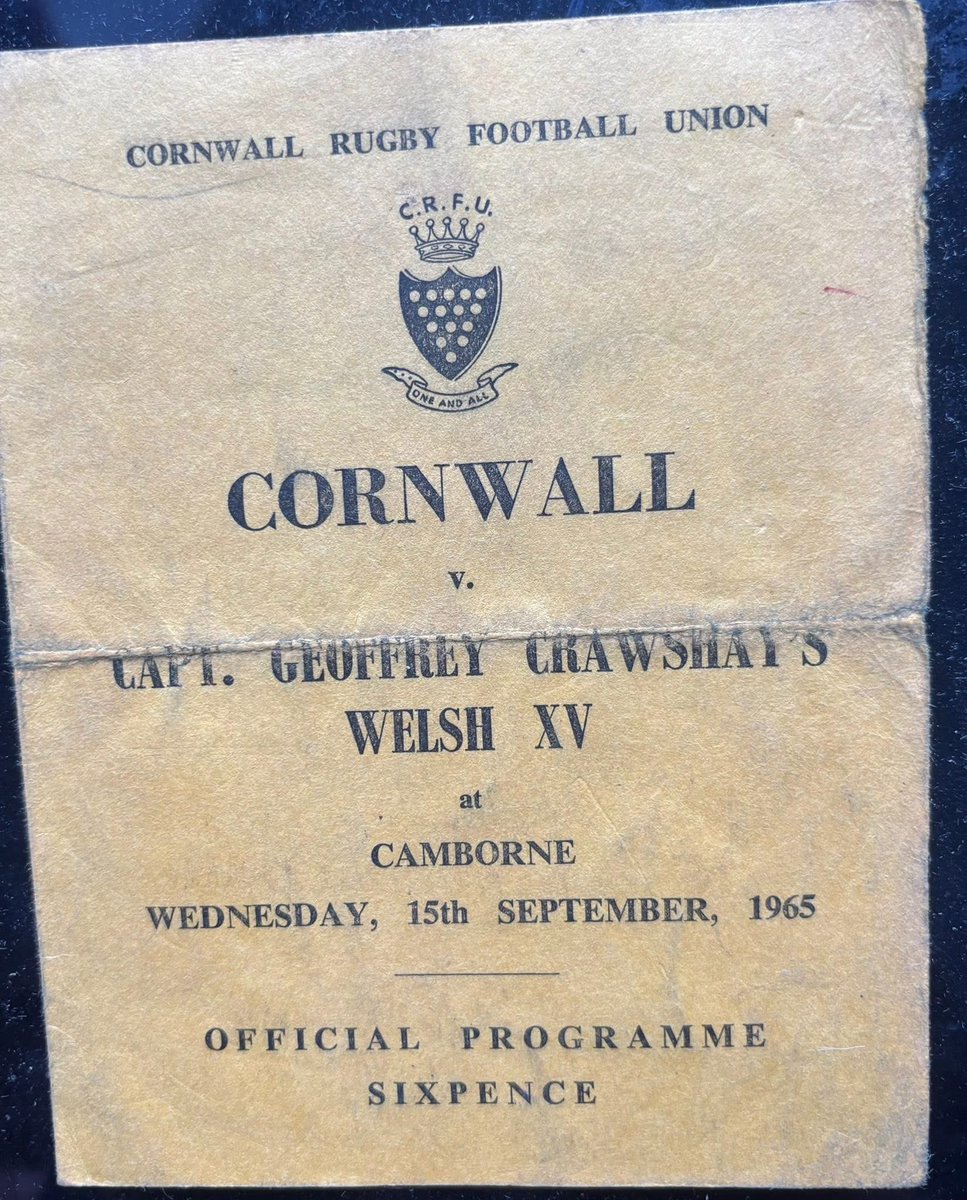 CORNWALL RUGBY FOOTBALL UNION
C.R.F.U.
ONE AND ALL
CORNWALL
v.
CAPT. GEOFFREY CRAWSHAY'S
WELSH XV
at
CAMBORNE
WEDNESDAY, 15th SEPTEMBER, 1965
OFFICIAL PROGRAMME
SIXPENCE